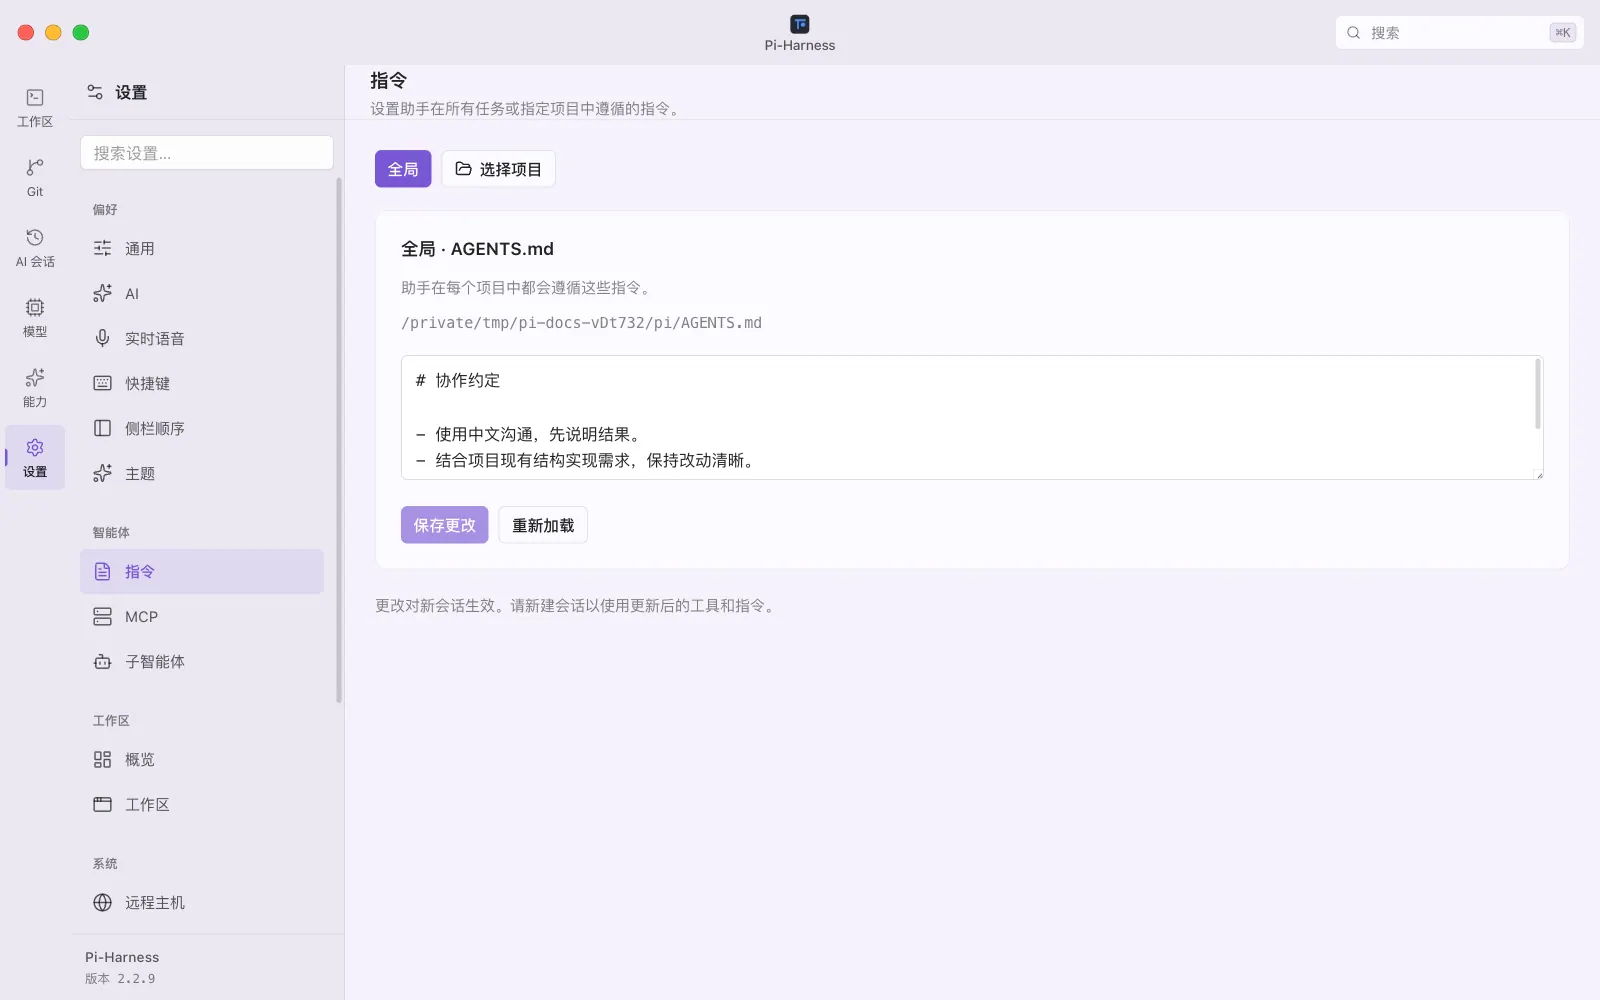 Pi-Harness
搜索
⌘K
工作区
Git
AI 会话
模型
能力
设置
设置
搜索设置...
偏好
通用
AI
实时语音
快捷键
侧栏顺序
主题
智能体
指令
MCP
子智能体
工作区
概览
工作区
系统
远程主机
Pi-Harness
版本 2.2.9
指令
设置助手在所有任务或指定项目中遵循的指令。
全局
选择项目
全局 · AGENTS.md
助手在每个项目中都会遵循这些指令。
/private/tmp/pi-docs-vDt732/pi/AGENTS.md
# 协作约定
- 使用中文沟通，先说明结果。
- 结合项目现有结构实现需求，保持改动清晰。
保存更改
重新加载
更改对新会话生效。请新建会话以使用更新后的工具和指令。